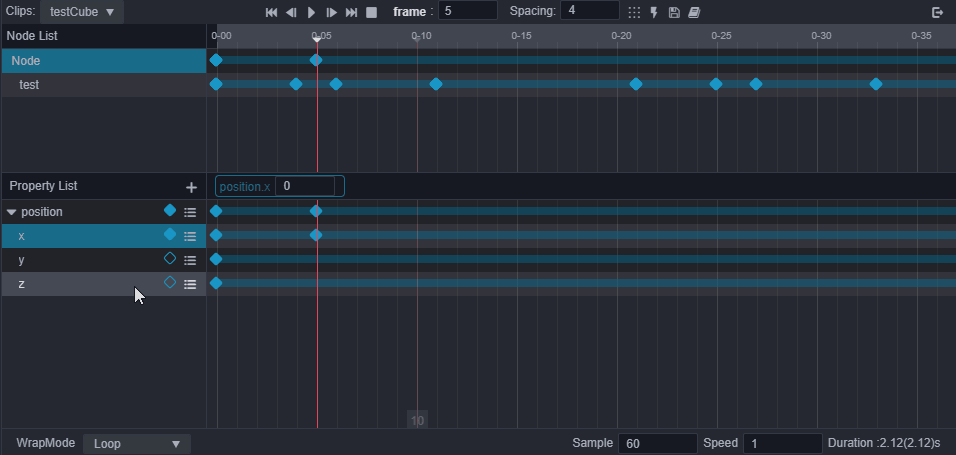 Clips: testCube frame : 5 Spacing: 4
Node List 0-00 0-05 0-10 0-15 0-20 0-25 0-30 0-35
Node
test
Property List + position.x 0
position
x
y
z
10
WrapMode Loop Sample 60 Speed 1 Duration :2.12(2.12)s